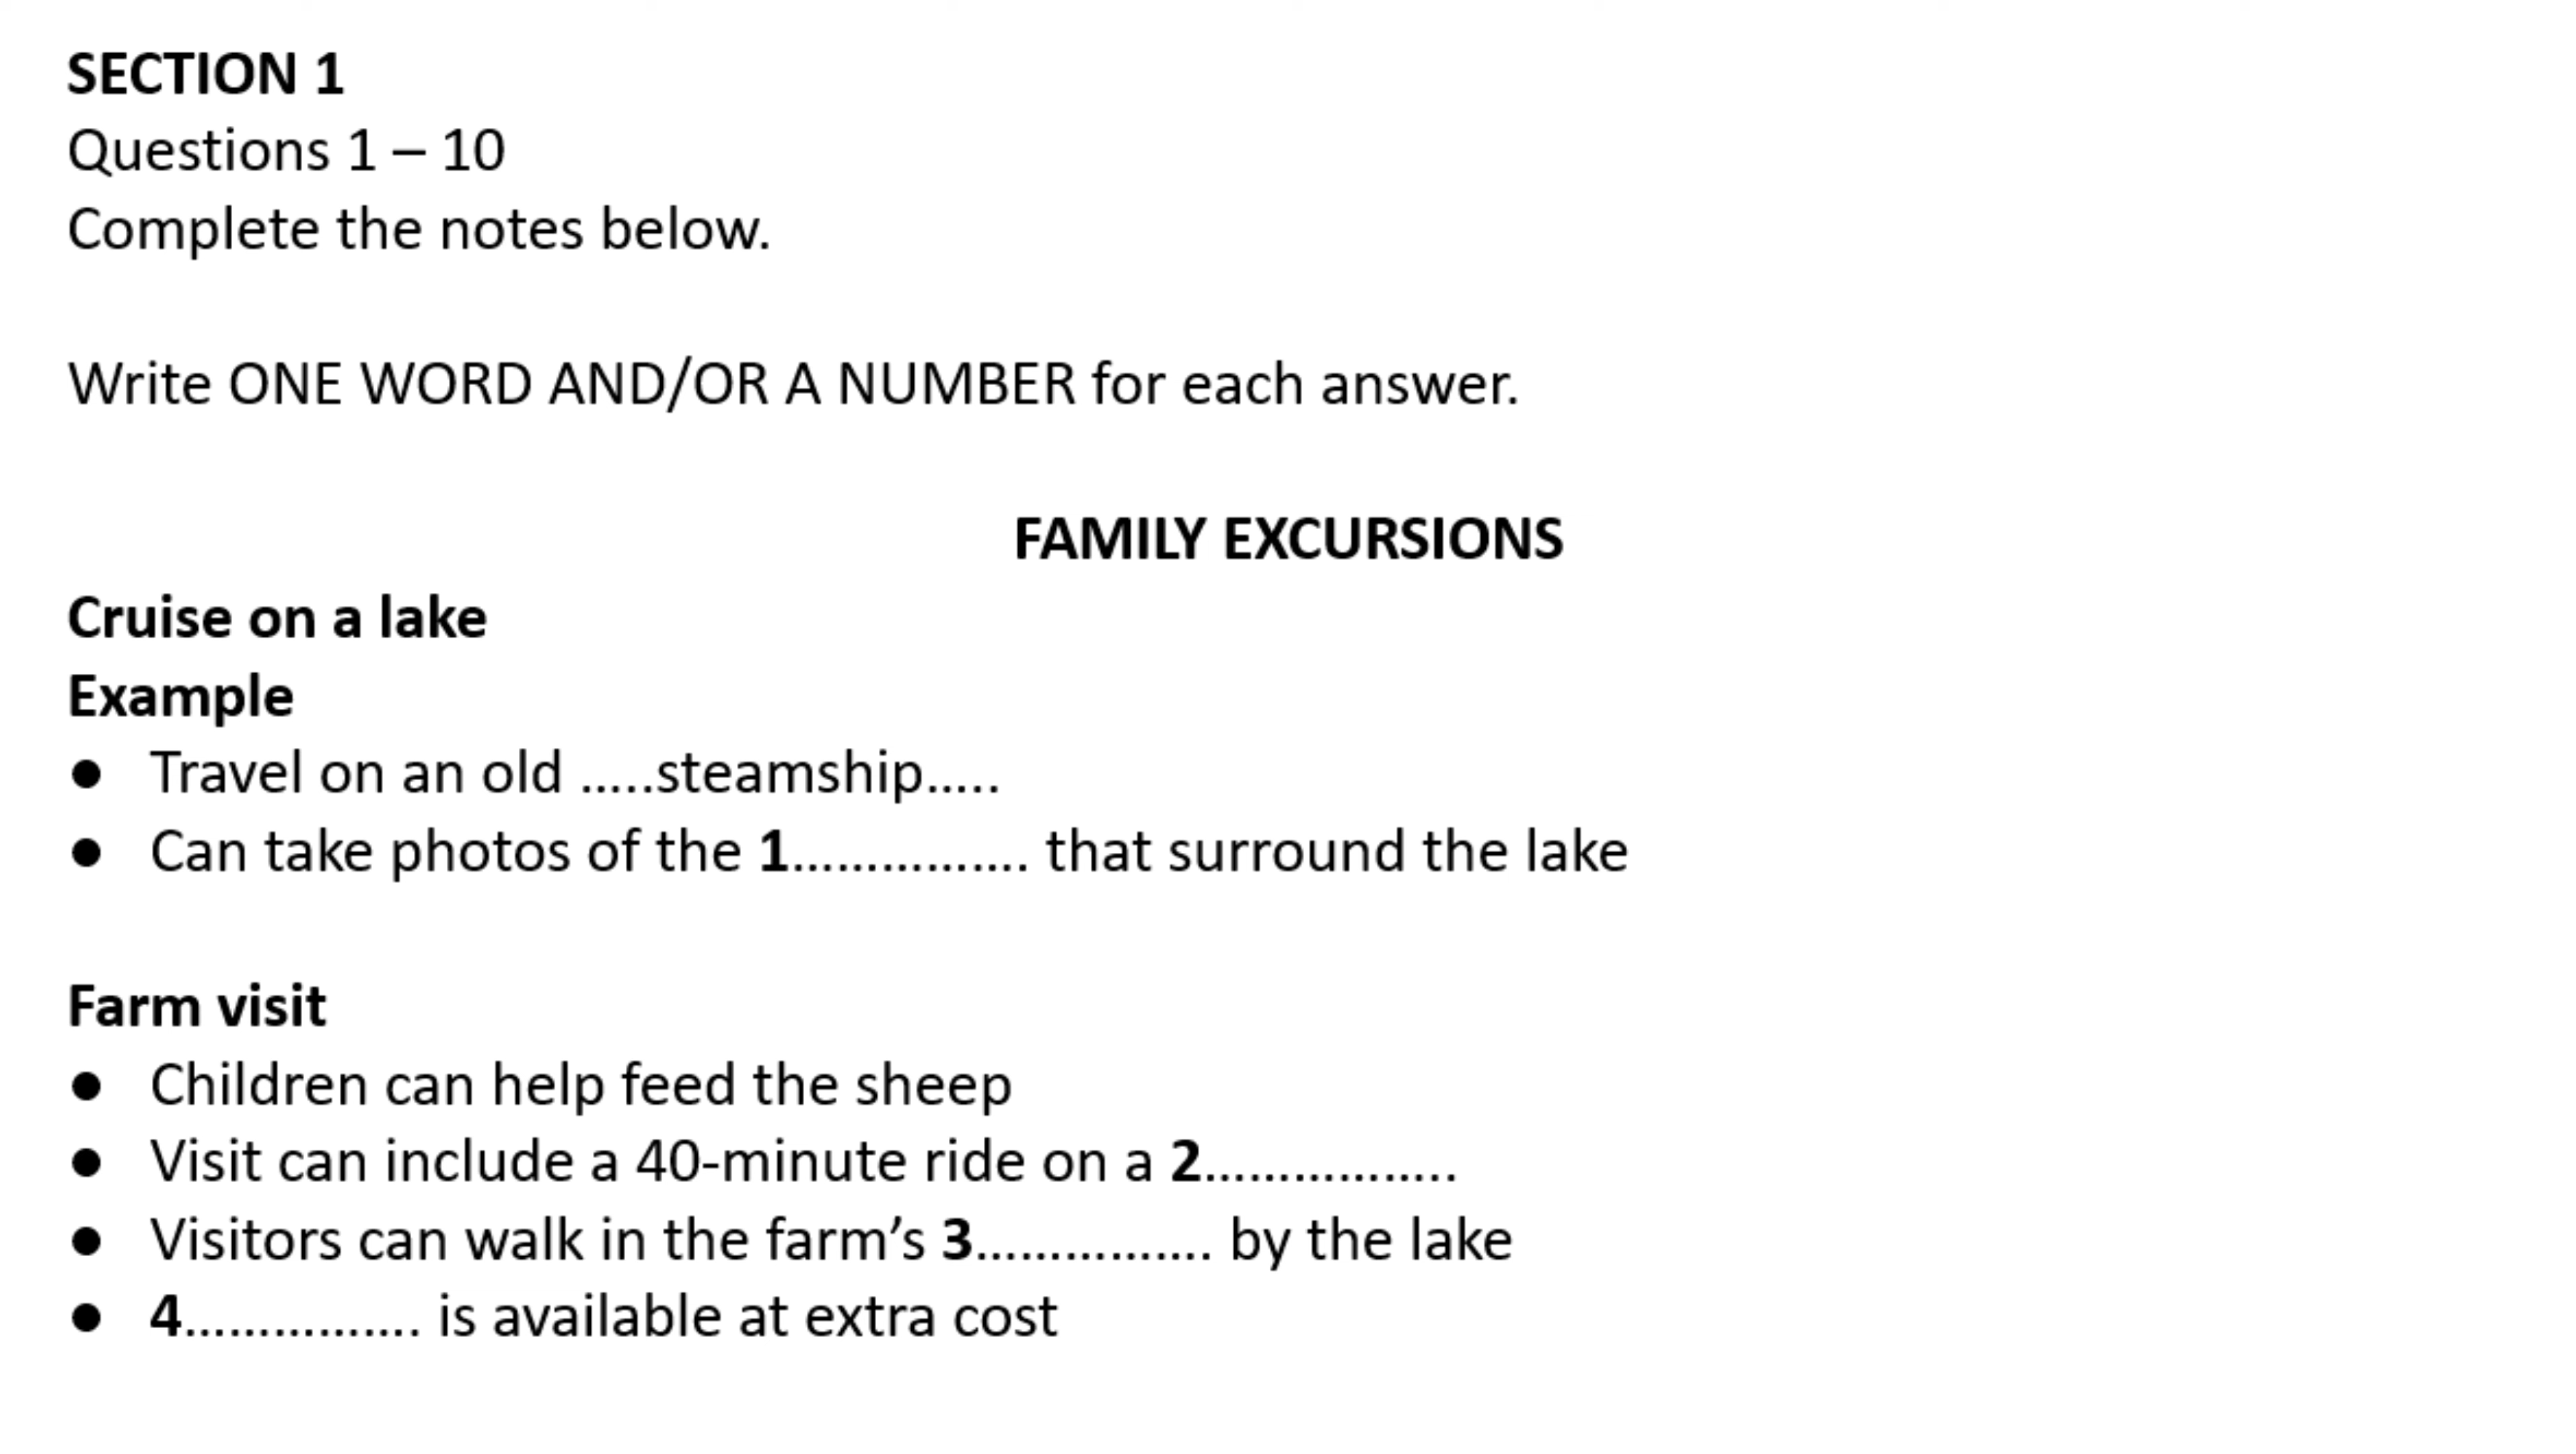 SECTION 1
Questions 1 – 10
Complete the notes below.
Write ONE WORD AND/OR A NUMBER for each answer.
FAMILY EXCURSIONS
Cruise on a lake
Example
● Travel on an old …..steamship…..
● Can take photos of the 1……………. that surround the lake
Farm visit
● Children can help feed the sheep
● Visit can include a 40-minute ride on a 2……………..
● Visitors can walk in the farm’s 3……………. by the lake
● 4……………. is available at extra cost